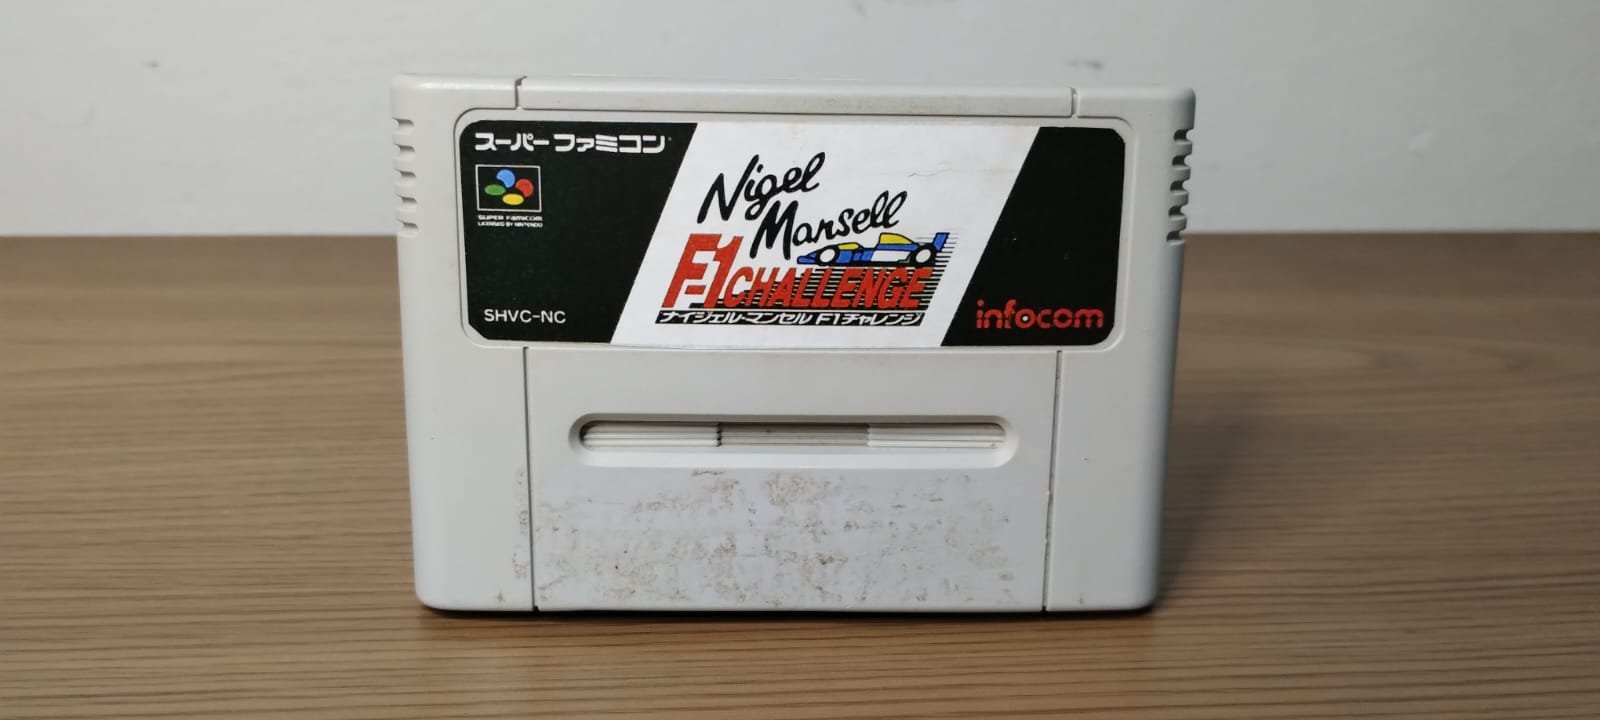 スーパーファミコン
SUPER FAMICOM
LICENSED BY NINTENDO
Nigel
Mansell
F-1 CHALLENGE
ナイジェル・マンセル F1チャレンジ
SHVC-NC
infocom